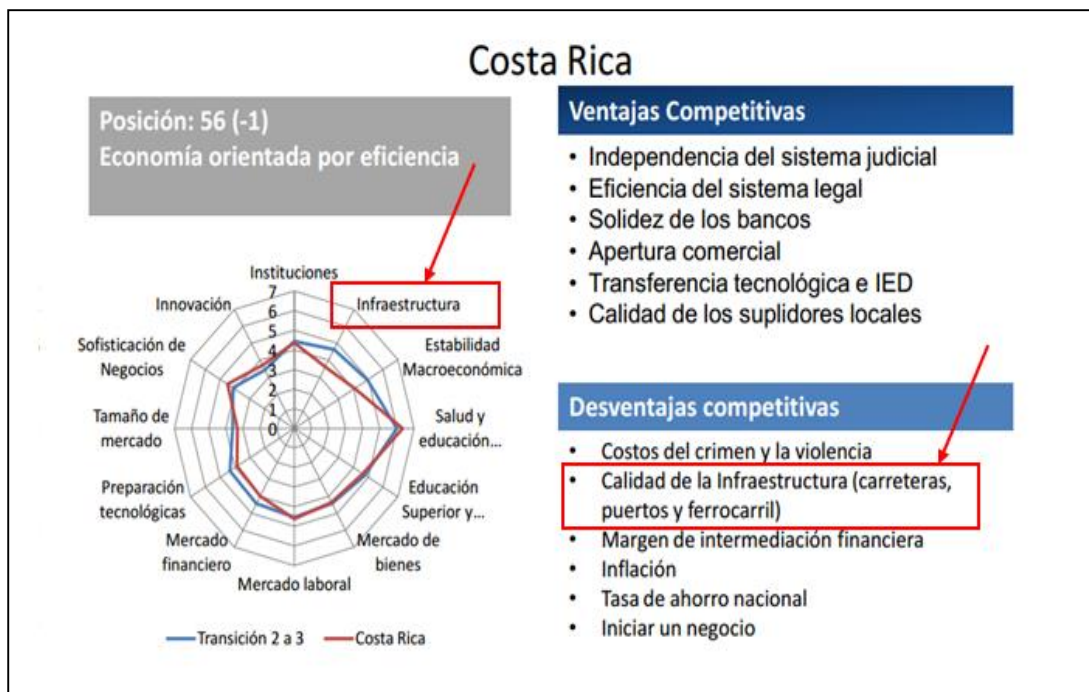 Costa Rica
Posición: 56 (-1)
Economía orientada por eficiencia
Instituciones
Infraestructura
Estabilidad
Macroeconómica
Salud y
educación...
Educación
Superior y...
Mercado de
bienes
Mercado laboral
Mercado
financiero
Preparación
tecnológicas
Tamaño de
mercado
Sofisticación de
Negocios
Innovación
7
6
5
4
3
2
1
0
Transición 2 a 3
Costa Rica
Ventajas Competitivas
• Independencia del sistema judicial
• Eficiencia del sistema legal
• Solidez de los bancos
• Apertura comercial
• Transferencia tecnológica e IED
• Calidad de los suplidores locales
Desventajas competitivas
• Costos del crimen y la violencia
• Calidad de la Infraestructura (carreteras,
puertos y ferrocarril)
• Margen de intermediación financiera
• Inflación
• Tasa de ahorro nacional
• Iniciar un negocio